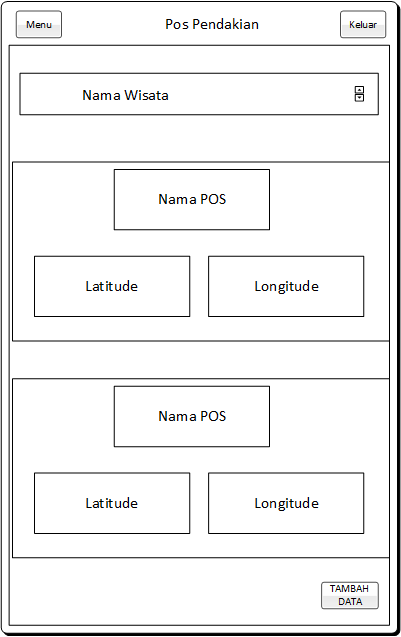 Menu
Pos Pendakian
Keluar
Nama Wisata
Nama POS
Latitude
Longitude
Nama POS
Latitude
Longitude
TAMBAH
DATA